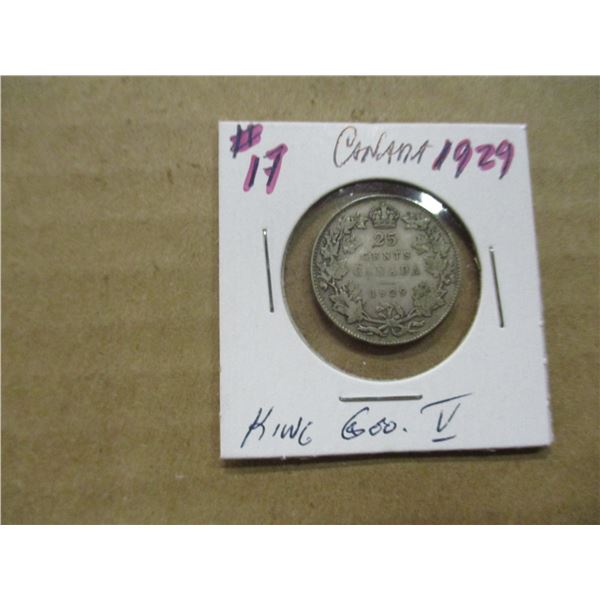 #17 CANADA 1929
25
CENTS
CANADA
1929
KING Geo. V